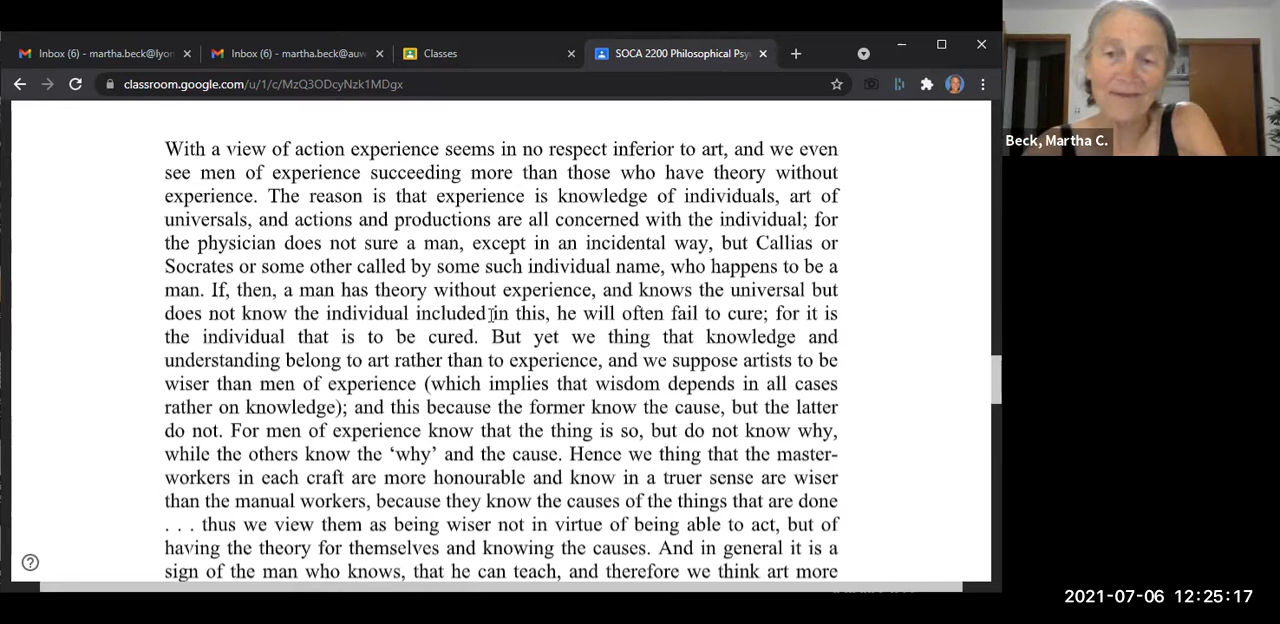 Inbox (6) - martha.beck@lyon
Inbox (6) - martha.beck@auw
Classes
SOCA 2200 Philosophical Psy
classroom.google.com/u/1/c/MzQ3ODcyNzk1MDgx
Beck, Martha C.
With a view of action experience seems in no respect inferior to art, and we even
see men of experience succeeding more than those who have theory without
experience. The reason is that experience is knowledge of individuals, art of
universals, and actions and productions are all concerned with the individual; for
the physician does not sure a man, except in an incidental way, but Callias or
Socrates or some other called by some such individual name, who happens to be a
man. If, then, a man has theory without experience, and knows the universal but
does not know the individual included in this, he will often fail to cure; for it is
the individual that is to be cured. But yet we thing that knowledge and
understanding belong to art rather than to experience, and we suppose artists to be
wiser than men of experience (which implies that wisdom depends in all cases
rather on knowledge); and this because the former know the cause, but the latter
do not. For men of experience know that the thing is so, but do not know why,
while the others know the ‘why’ and the cause. Hence we thing that the master-
workers in each craft are more honourable and know in a truer sense are wiser
than the manual workers, because they know the causes of the things that are done
. . . thus we view them as being wiser not in virtue of being able to act, but of
having the theory for themselves and knowing the causes. And in general it is a
sign of the man who knows, that he can teach, and therefore we think art more
2021-07-06 12:25:17